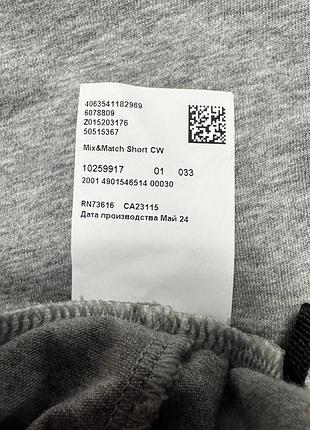 4063541182969
6078809
Z015203176
50515367
Mix&Match Short CW
10259917 01 033
2001 4901546514 00030
RN73616 CA23115
Дата производства Май 24